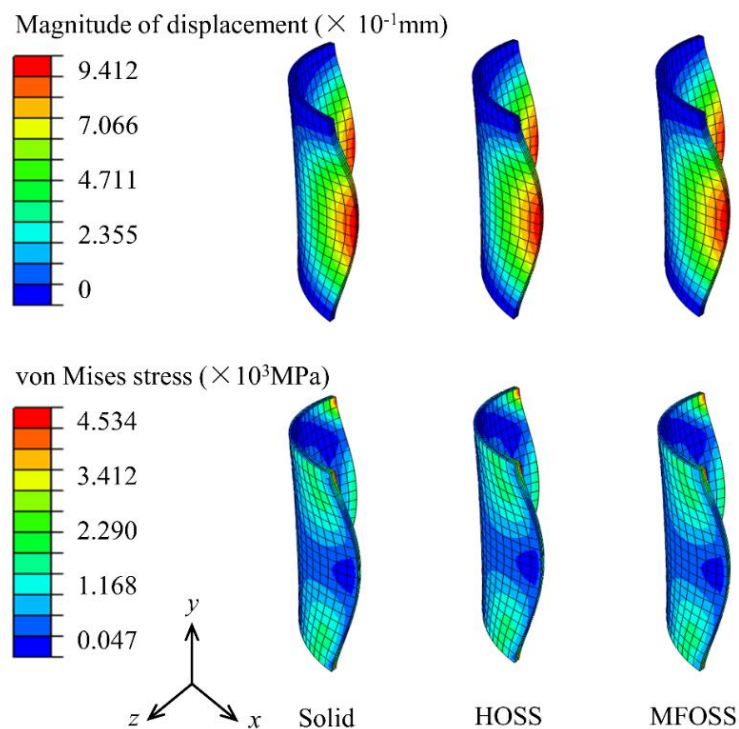 Magnitude of displacement (× 10⁻¹mm)
9.412
7.066
4.711
2.355
0
von Mises stress (×10³MPa)
4.534
3.412
2.290
1.168
0.047
y
z
x
Solid
HOSS
MFOSS